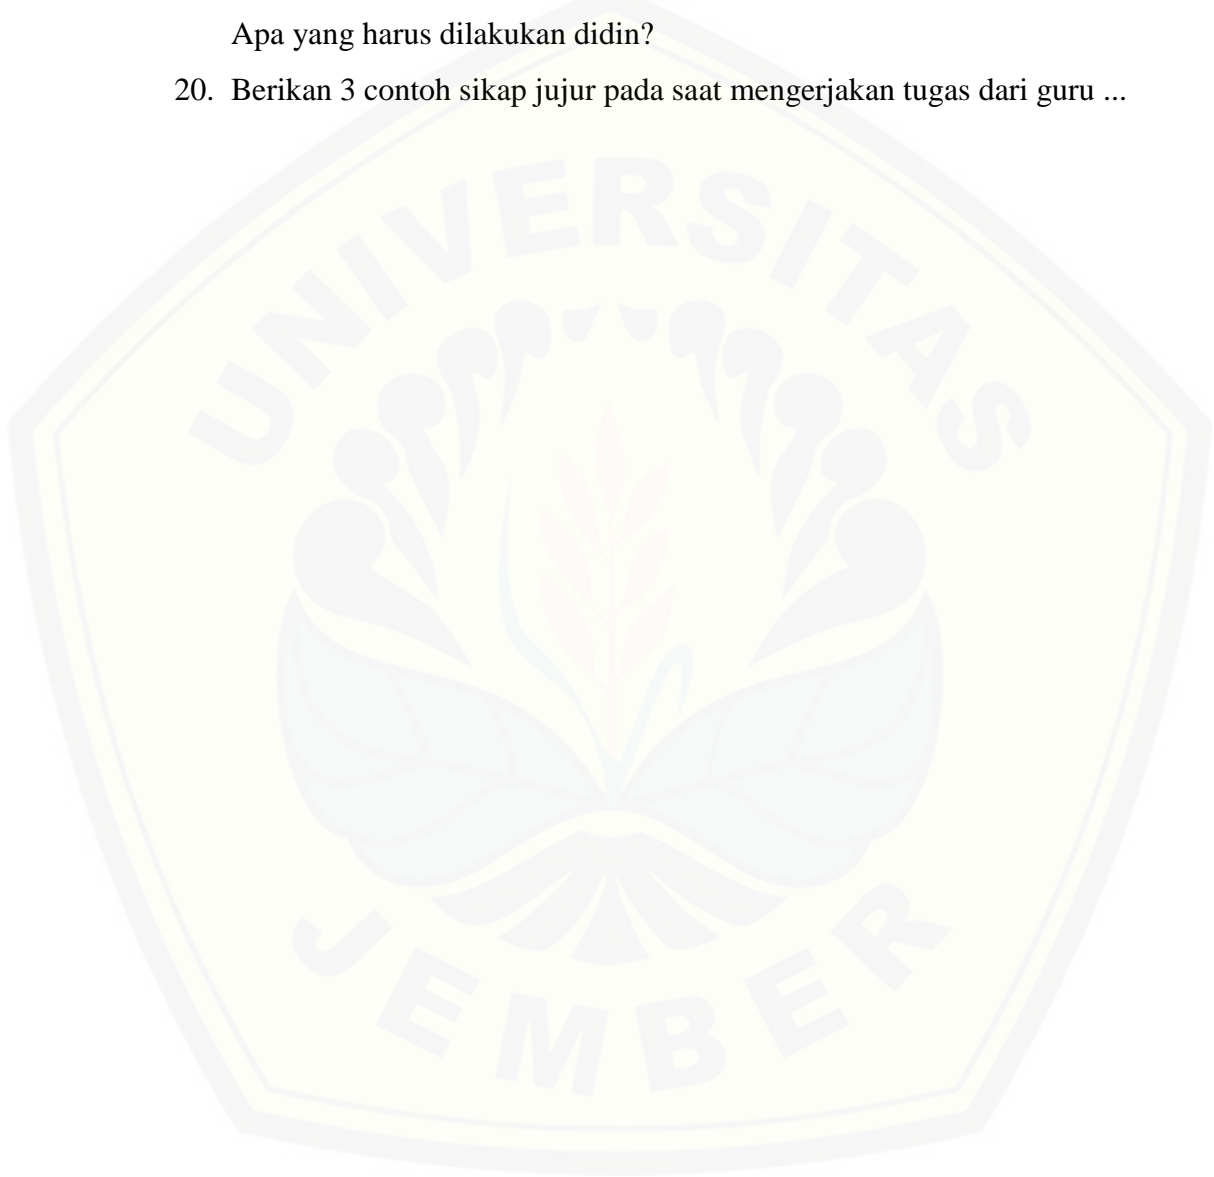 Apa yang harus dilakukan didin?
20. Berikan 3 contoh sikap jujur pada saat mengerjakan tugas dari guru ...
UNIVERSITAS
JEMBER